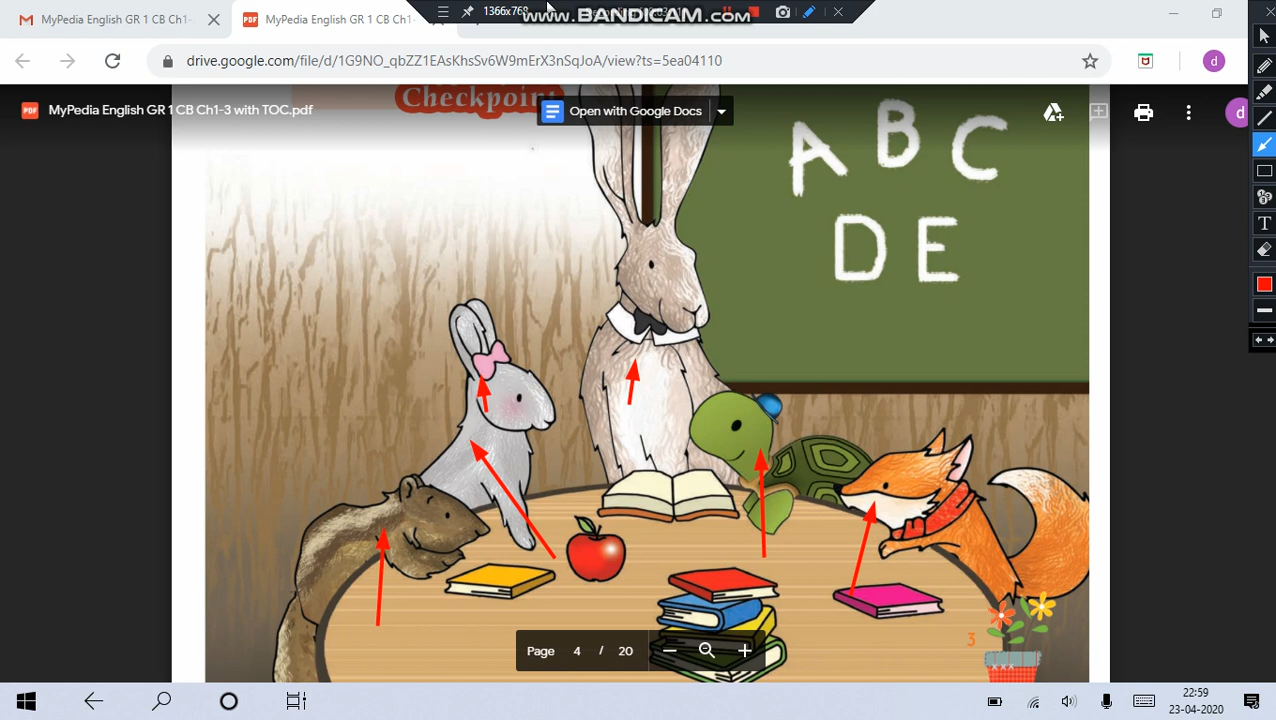 MyPedia English GR 1 CB Ch1-
MyPedia English GR 1 CB Ch1-
1366x768
www.BANDICAM.com
drive.google.com/file/d/1G9NO_qbZZ1EAsKhsSv6W9mErXSnSqJoA/view?ts=5ea04110
d
PDF
MyPedia English GR 1 CB Ch1-3 with TOC.pdf
Checkpoint
Open with Google Docs
d
A B C
D E
T
3
x x x
Page 4 / 20
22:59
23-04-2020